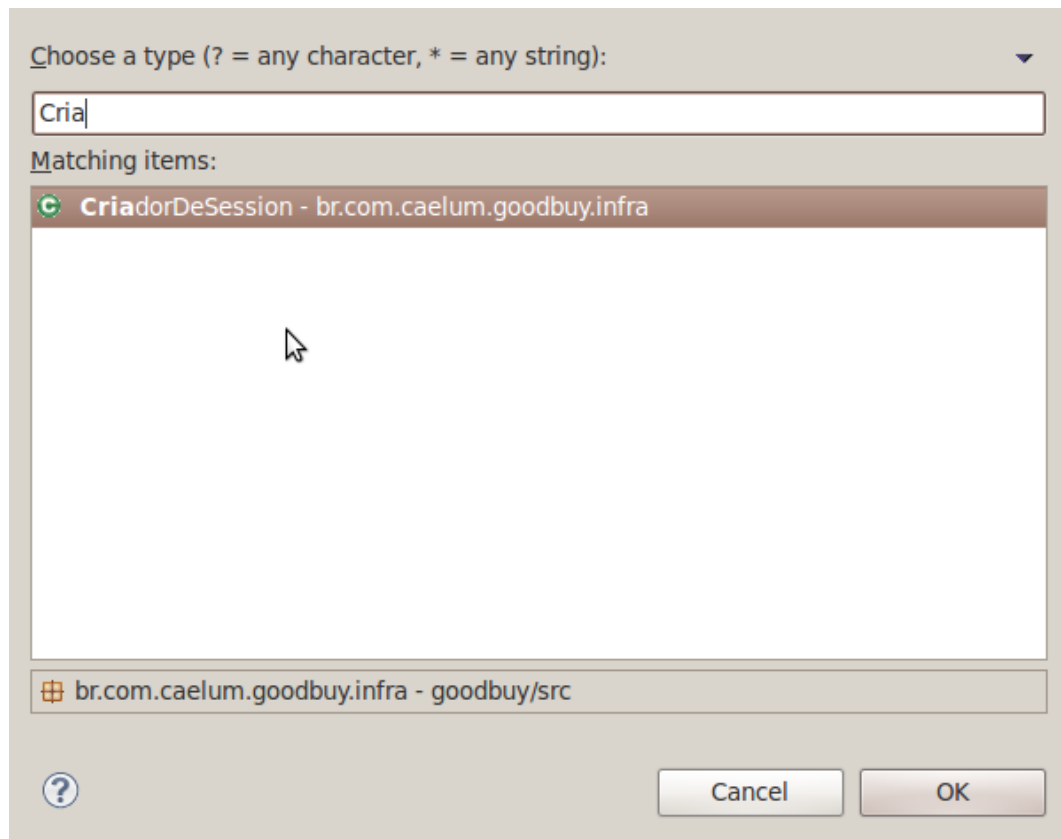 Choose a type (? = any character, * = any string):
Cria
Matching items:
C CriadorDeSession - br.com.caelum.goodbuy.infra
br.com.caelum.goodbuy.infra - goodbuy/src
? Cancel OK